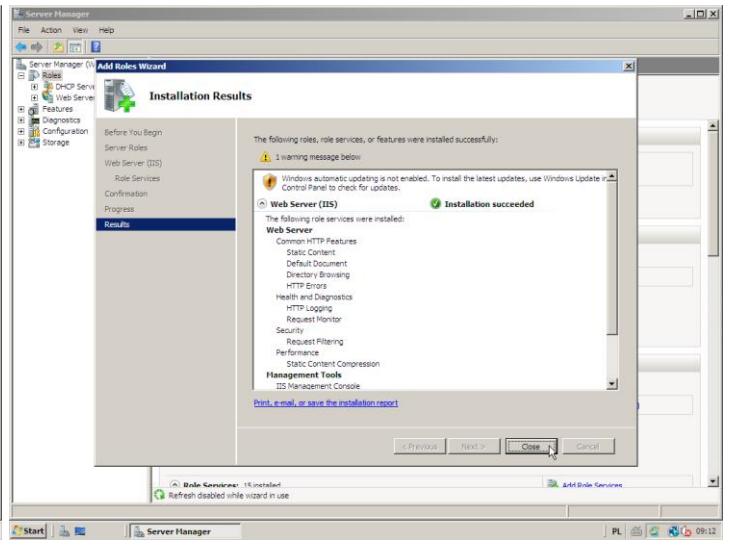 Server Manager
File Action View Help
Server Manager (W
Roles
DHCP Serv
Web Server
Features
Diagnostics
Configuration
Storage
Add Roles Wizard
Installation Results
Before You Begin
Server Roles
Web Server (IIS)
Role Services
Confirmation
Progress
Results
The following roles, role services, or features were installed successfully:
1 warning message below
Windows automatic updating is not enabled. To install the latest updates, use Windows Update in
Control Panel to check for updates.
Web Server (IIS) Installation succeeded
The following role services were installed:
Web Server
Common HTTP Features
Static Content
Default Document
Directory Browsing
HTTP Errors
Health and Diagnostics
HTTP Logging
Request Monitor
Security
Request Filtering
Performance
Static Content Compression
Management Tools
IIS Management Console
Print, e-mail, or save the installation report
< Previous Next > Close Cancel
Role Services: 15 installed Add Role Services
Refresh disabled while wizard in use
Start Server Manager PL 09:12